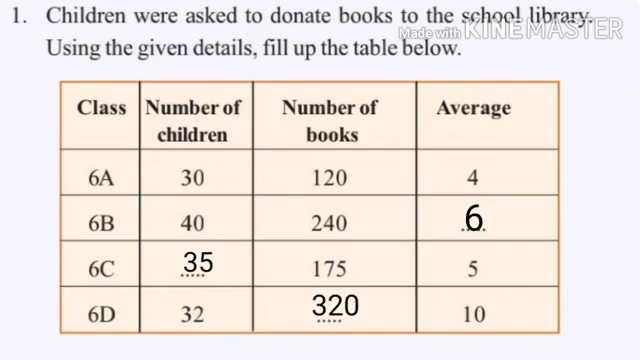 1. Children were asked to donate books to the school library.
Made with KINEMASTER
Using the given details, fill up the table below.
Class Number of children Number of books Average
6A 30 120 4
6B 40 240 6
6C 35 175 5
6D 32 320 10